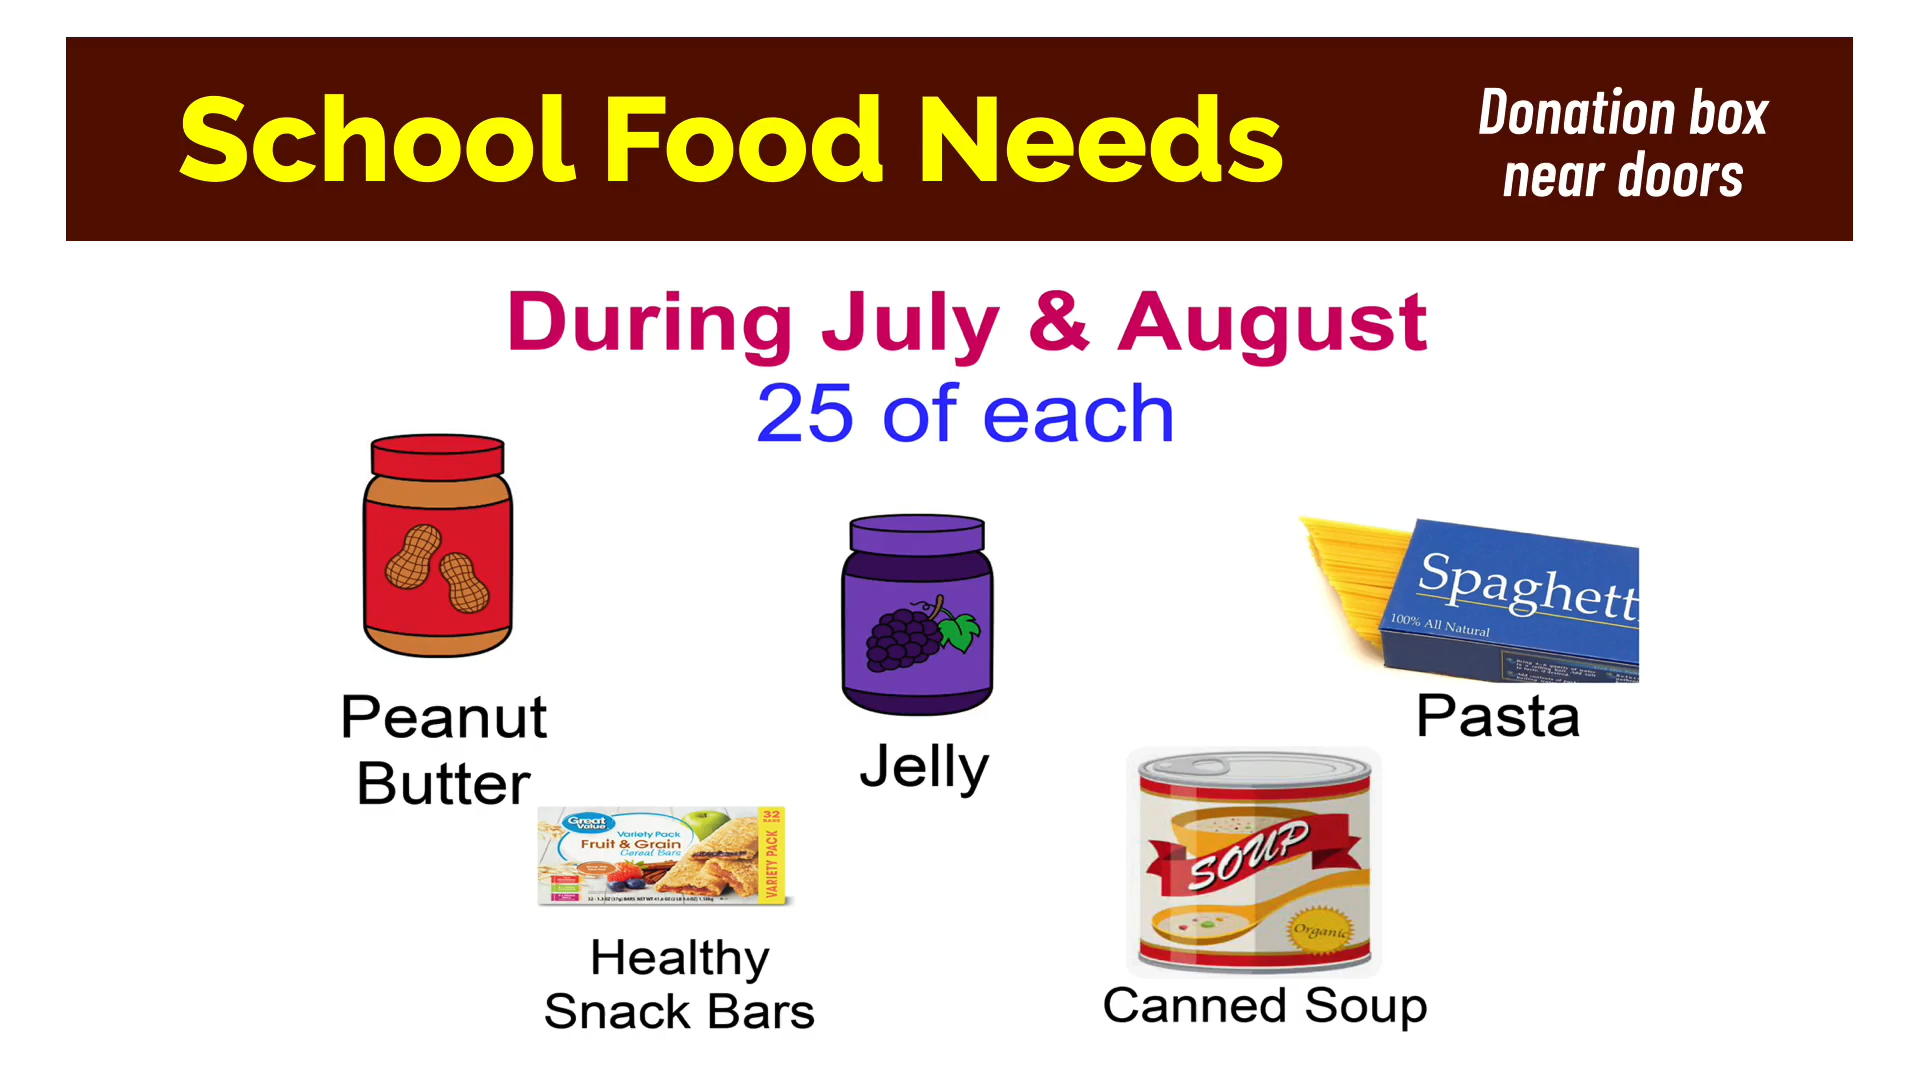 School Food Needs
Donation box
near doors
During July & August
25 of each
Peanut
Butter
Jelly
Spaghett
100% All Natural
Pasta
Great
Value
Variety Pack
Fruit & Grain
Cereal Bars
32
BARS
VARIETY PACK
Healthy
Snack Bars
SOUP
Organic
Canned Soup